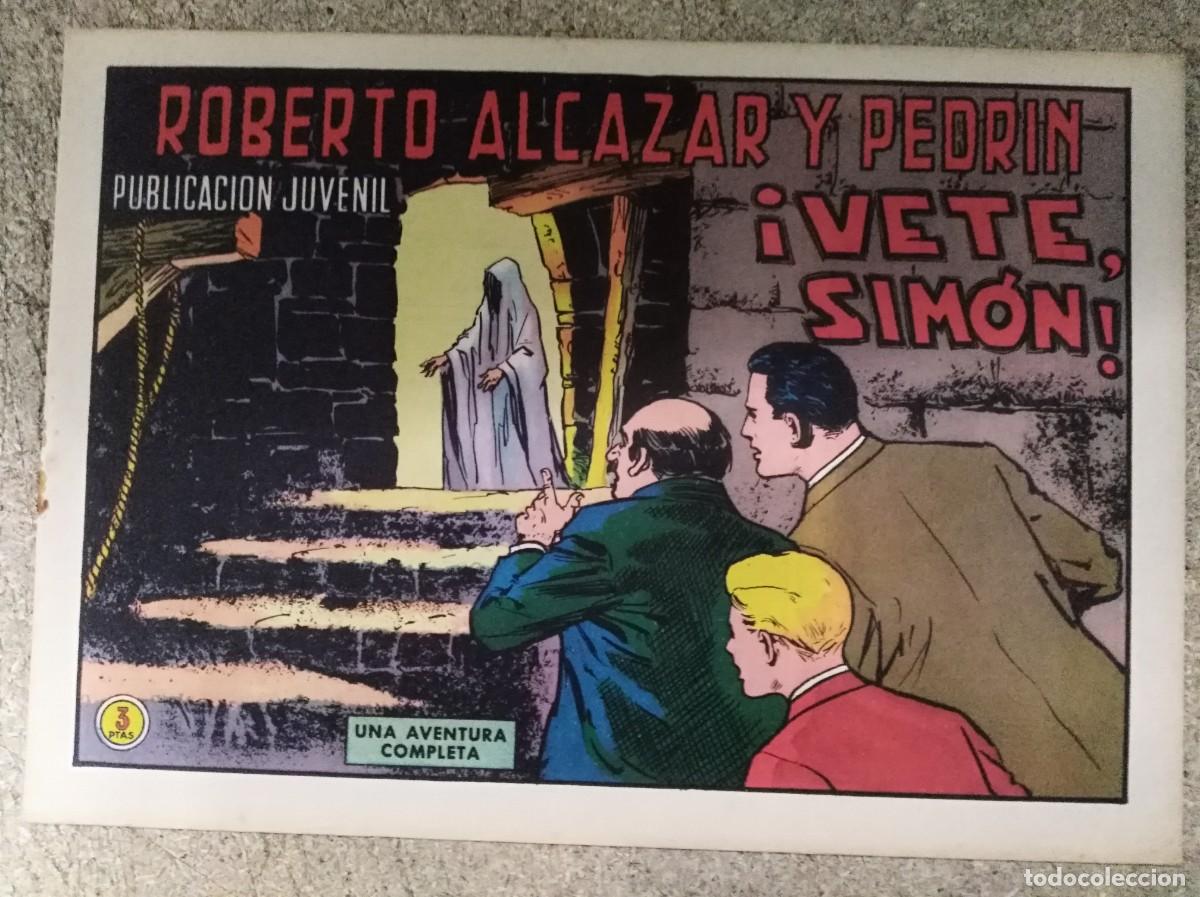 ROBERTO ALCAZAR Y PEDRIN
PUBLICACION JUVENIL
¡VETE,
SIMÓN!
3
PTAS
UNA AVENTURA
COMPLETA
todocoleccion